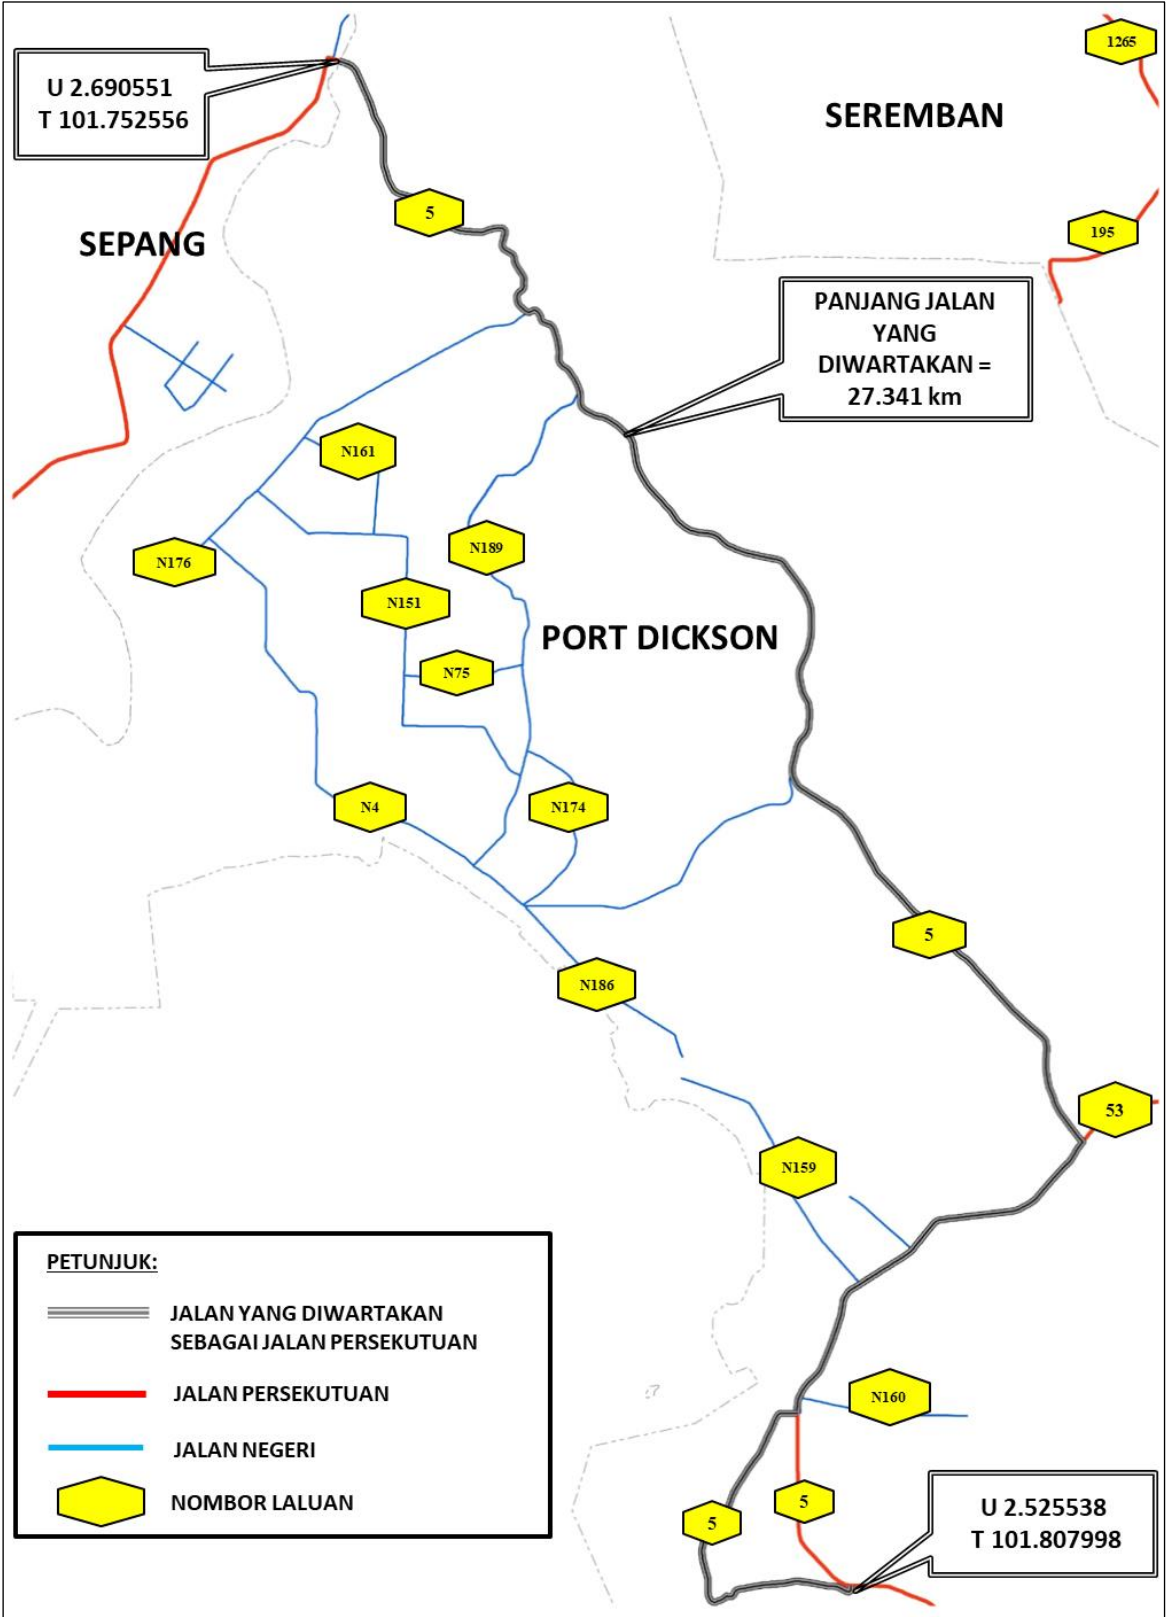 1265
U 2.690551
T 101.752556
SEREMBAN
5
195
SEPANG
PANJANG JALAN
YANG
DIWARTAKAN =
27.341 km
N161
N189
N176
N151
PORT DICKSON
N75
N4
N174
5
N186
53
N159
PETUNJUK:
JALAN YANG DIWARTAKAN
SEBAGAI JALAN PERSEKUTUAN
JALAN PERSEKUTUAN
JALAN NEGERI
NOMBOR LALUAN
N160
5
5
U 2.525538
T 101.807998